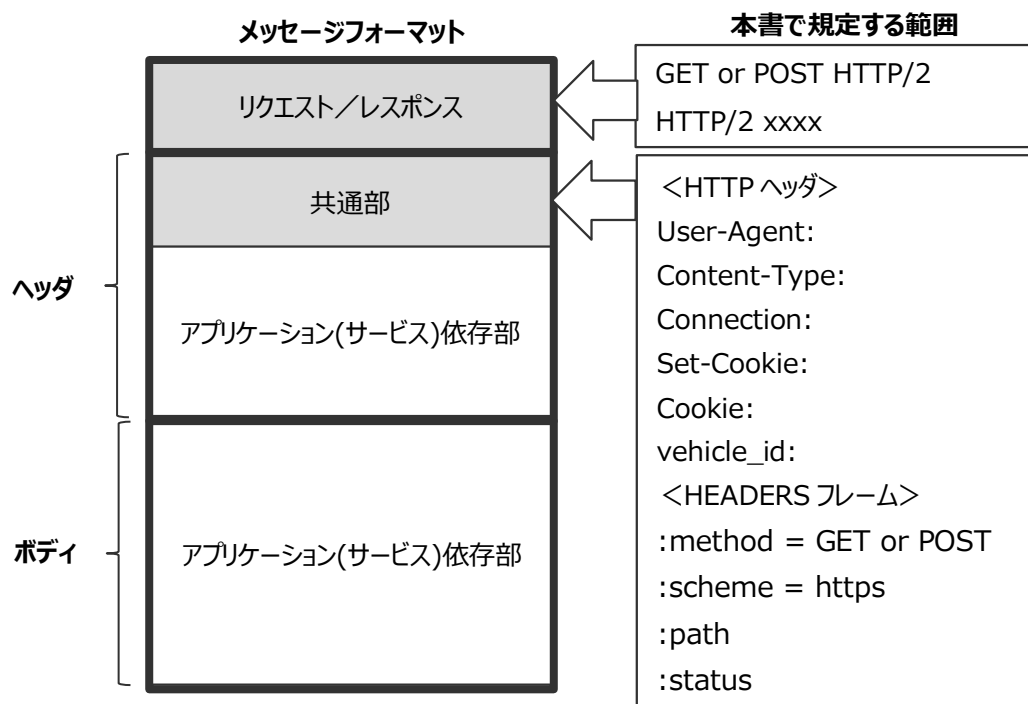 メッセージフォーマット
本書で規定する範囲
リクエスト／レスポンス
GET or POST HTTP/2
HTTP/2 xxxx
ヘッダ
共通部
アプリケーション(サービス)依存部
＜HTTP ヘッダ＞
User-Agent:
Content-Type:
Connection:
Set-Cookie:
Cookie:
vehicle_id:
＜HEADERS フレーム＞
:method = GET or POST
:scheme = https
:path
:status
ボディ
アプリケーション(サービス)依存部